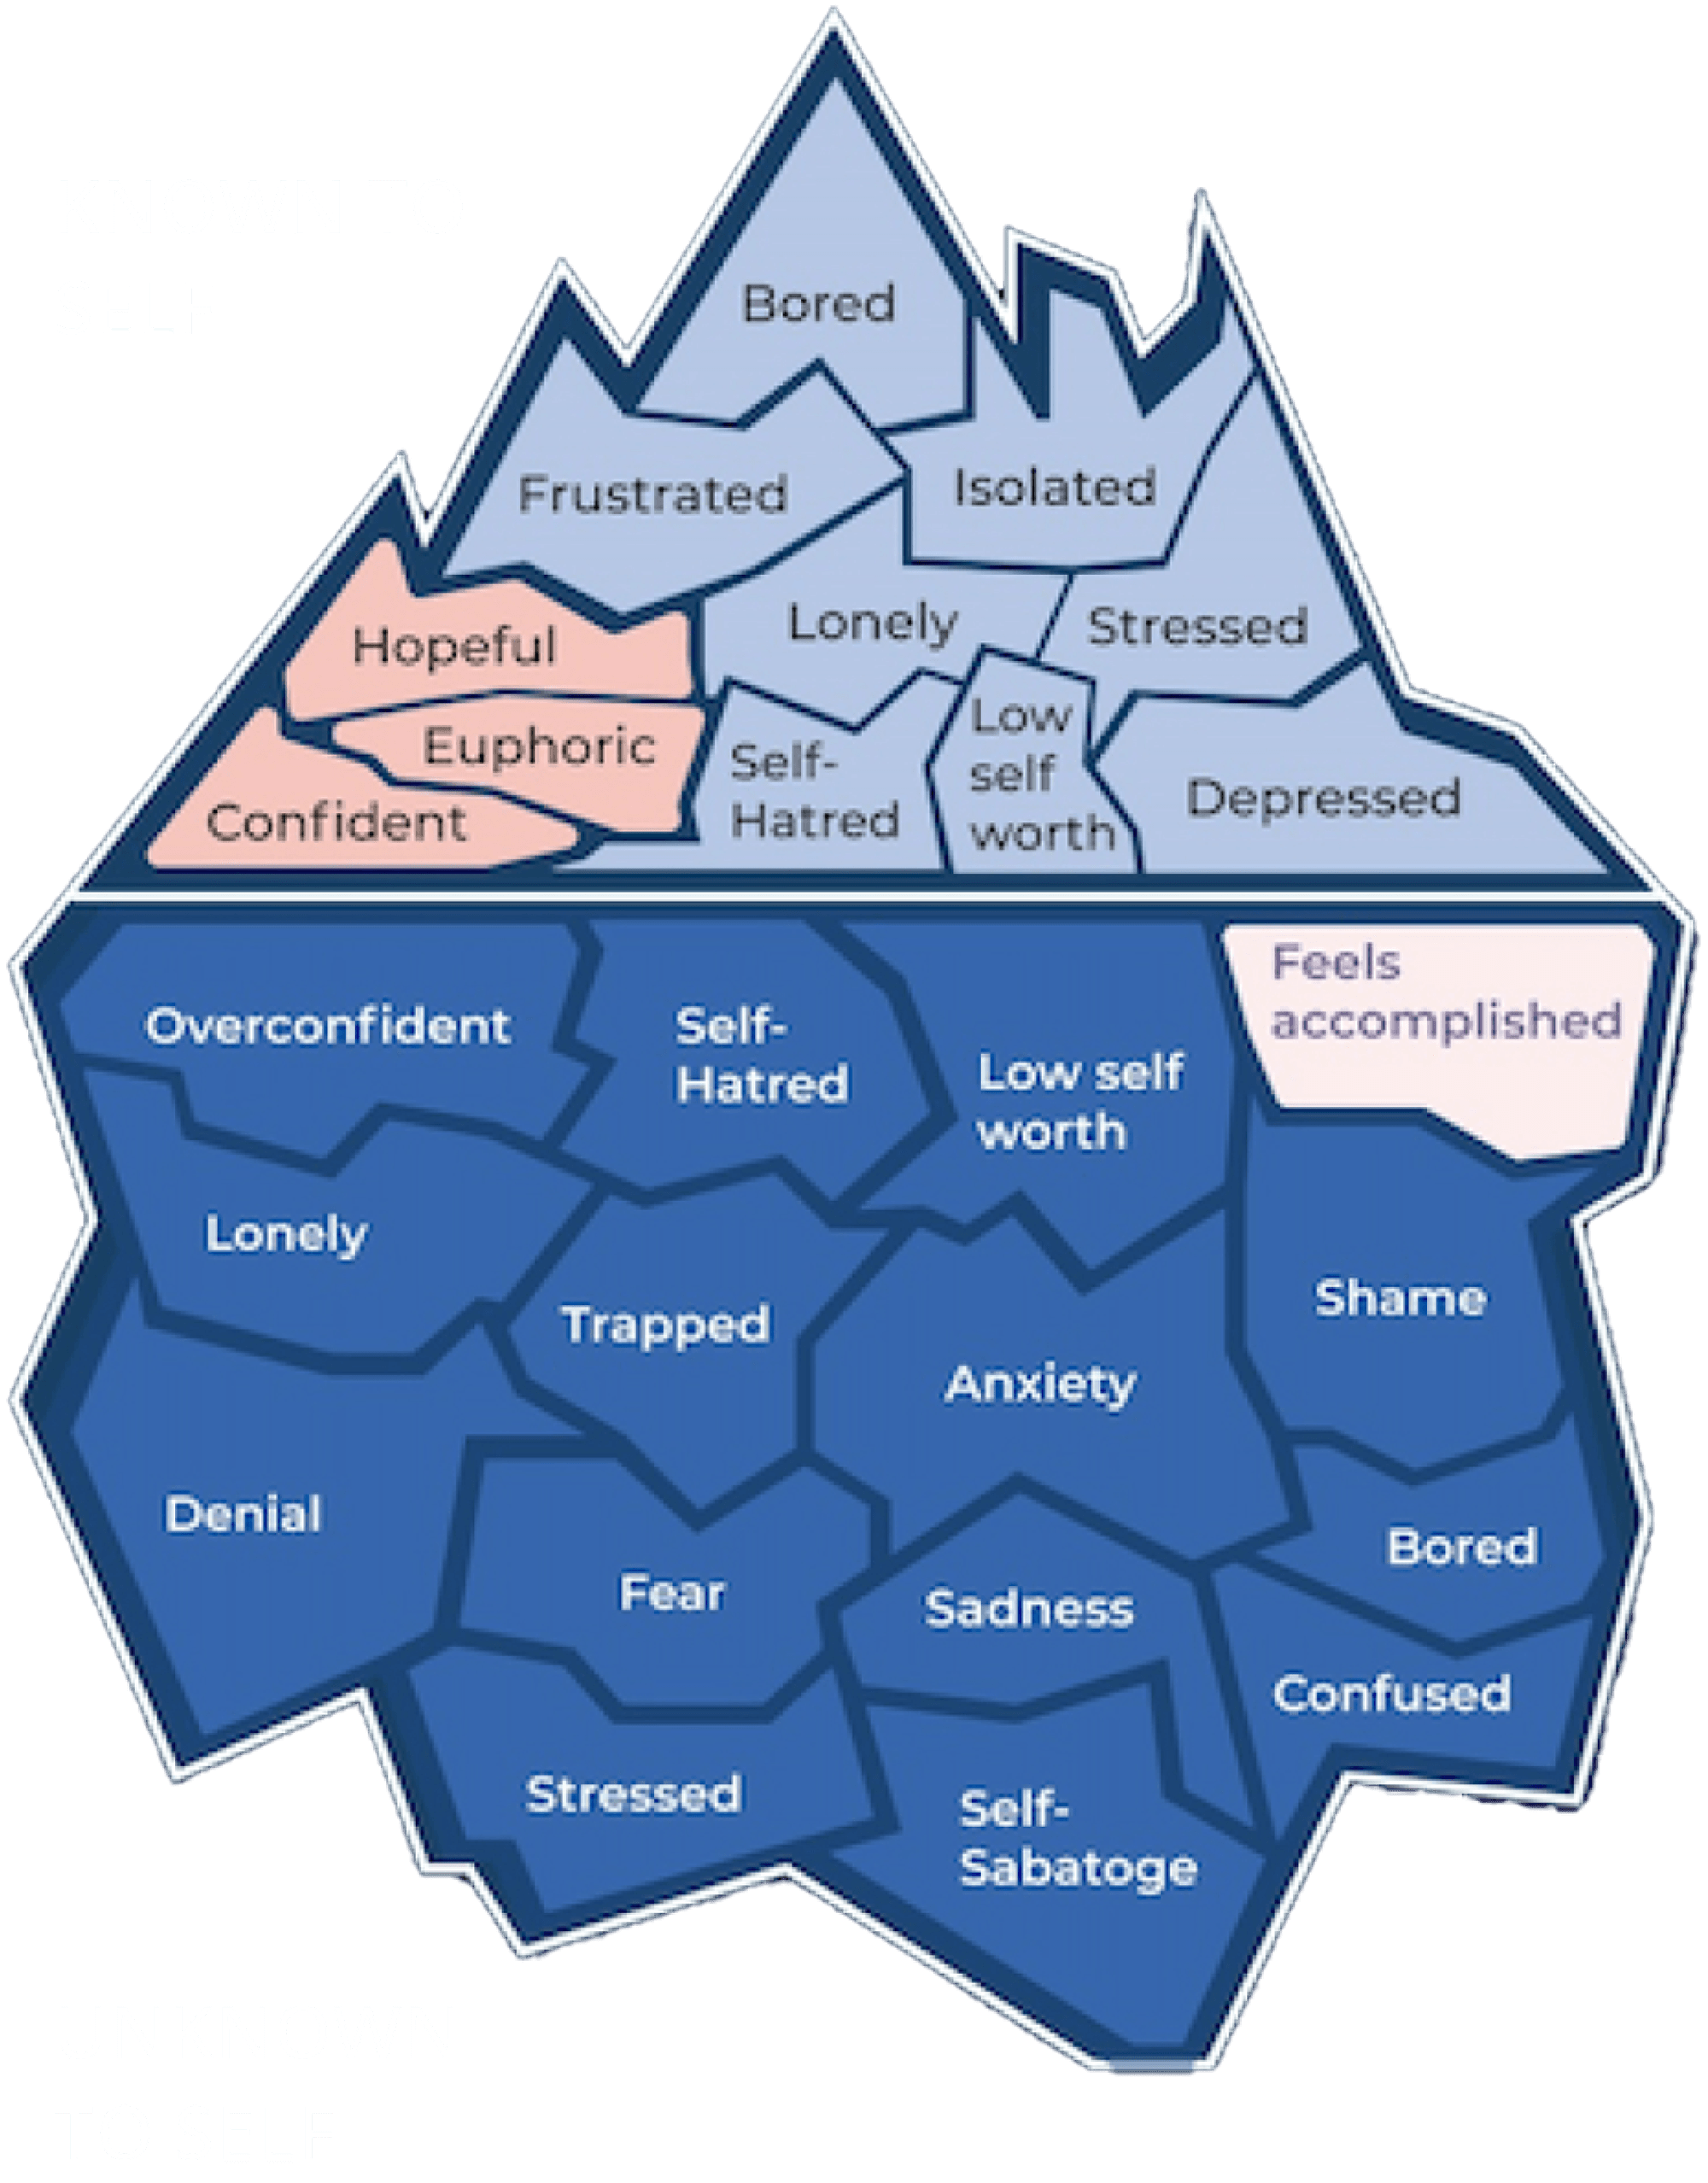 Bored
Frustrated
Isolated
Hopeful
Lonely
Stressed
Euphoric
Self-
Hatred
Low
self
worth
Confident
Depressed
Overconfident
Self-
Hatred
Low self
worth
Feels
accomplished
Lonely
Trapped
Anxiety
Shame
Denial
Fear
Sadness
Bored
Confused
Stressed
Self-
Sabatoge